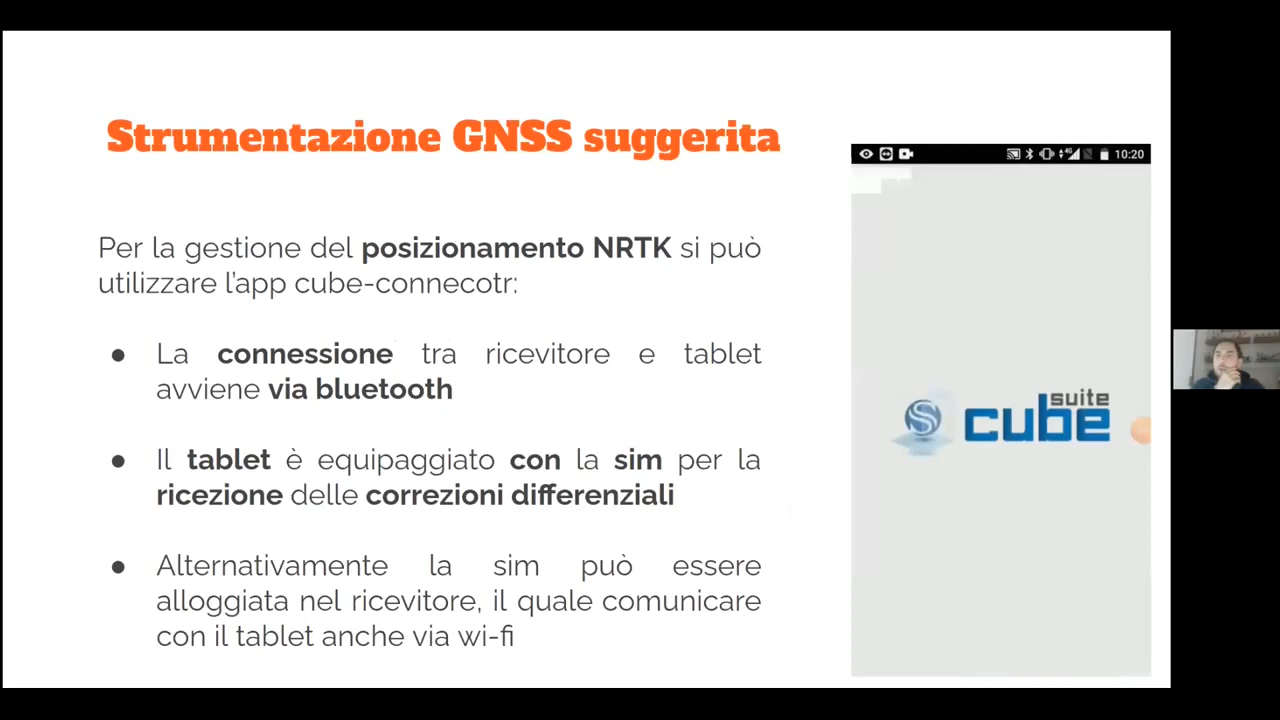 Strumentazione GNSS suggerita
4G 10:20
Per la gestione del posizionamento NRTK si può
utilizzare l'app cube-connecotr:
● La connessione tra ricevitore e tablet
avviene via bluetooth
● Il tablet è equipaggiato con la sim per la
ricezione delle correzioni differenziali
● Alternativamente la sim può essere
alloggiata nel ricevitore, il quale comunicare
con il tablet anche via wi-fi
suite
cube